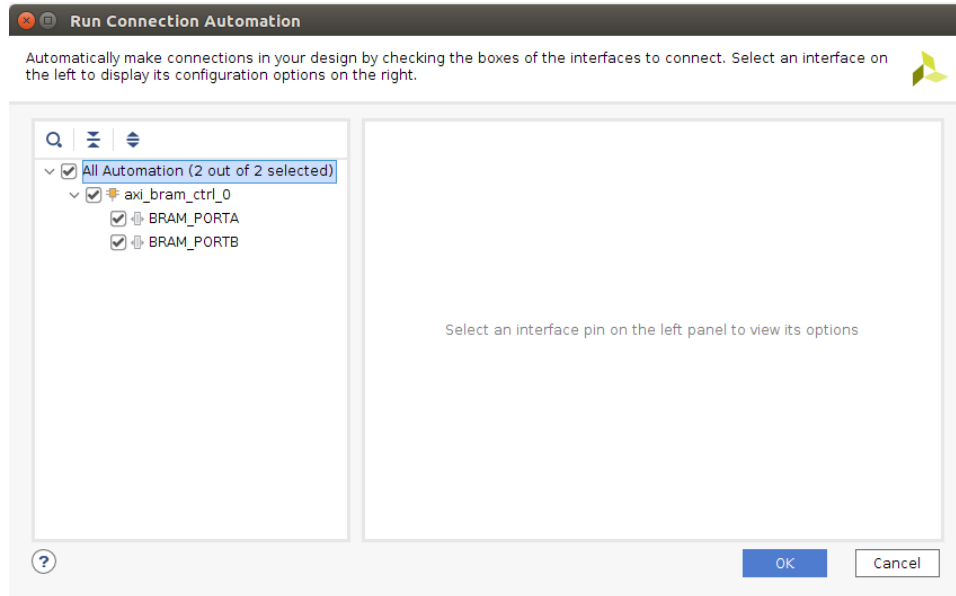 Run Connection Automation
Automatically make connections in your design by checking the boxes of the interfaces to connect. Select an interface on
the left to display its configuration options on the right.
All Automation (2 out of 2 selected)
axi_bram_ctrl_0
BRAM_PORTA
BRAM_PORTB
Select an interface pin on the left panel to view its options
?
OK
Cancel